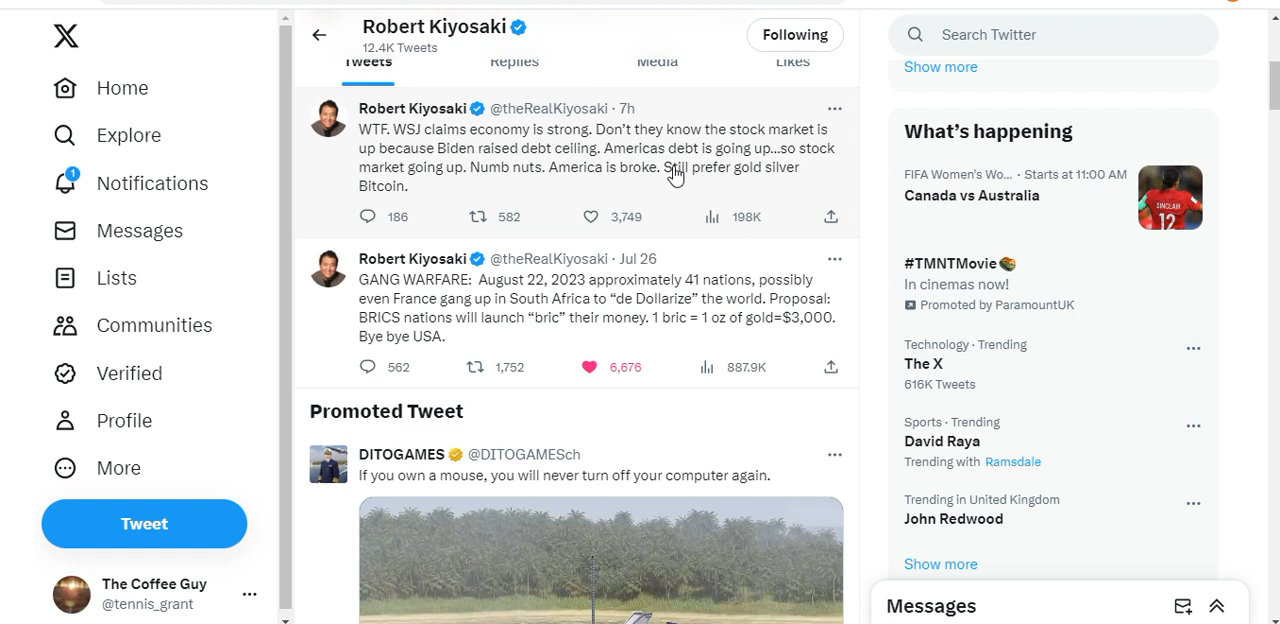 Home
Explore
1
Notifications
Messages
Lists
Communities
Verified
Profile
More
Tweet
The Coffee Guy
@tennis_grant
Robert Kiyosaki
12.4K Tweets
Following
Tweets Replies Media Likes
Robert Kiyosaki @theRealKiyosaki · 7h
WTF. WSJ claims economy is strong. Don’t they know the stock market is
up because Biden raised debt ceiling. Americas debt is going up...so stock
market going up. Numb nuts. America is broke. Still prefer gold silver
Bitcoin.
186 582 3,749 198K
Robert Kiyosaki @theRealKiyosaki · Jul 26
GANG WARFARE: August 22, 2023 approximately 41 nations, possibly
even France gang up in South Africa to “de Dollarize” the world. Proposal:
BRICS nations will launch “bric” their money. 1 bric = 1 oz of gold=$3,000.
Bye bye USA.
562 1,752 6,676 887.9K
Promoted Tweet
DITOGAMES @DITOGAMESch
If you own a mouse, you will never turn off your computer again.
Search Twitter
Show more
What’s happening
FIFA Women's Wo... · Starts at 11:00 AM
Canada vs Australia
SINCLAIR
12
#TMNTMovie
In cinemas now!
Promoted by ParamountUK
Technology · Trending
The X
616K Tweets
Sports · Trending
David Raya
Trending with Ramsdale
Trending in United Kingdom
John Redwood
Show more
Messages